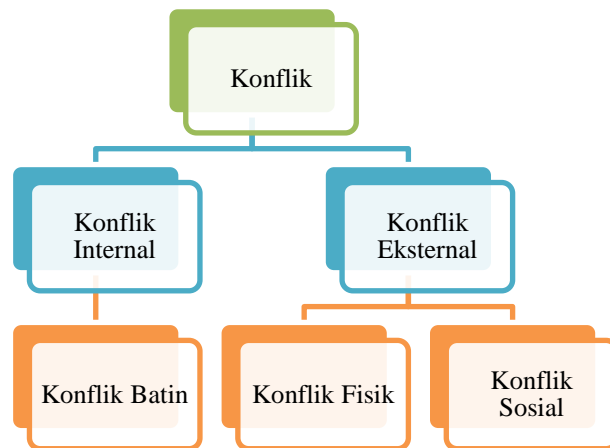 Konflik
Konflik
Internal
Konflik
Eksternal
Konflik Batin
Konflik Fisik
Konflik
Sosial